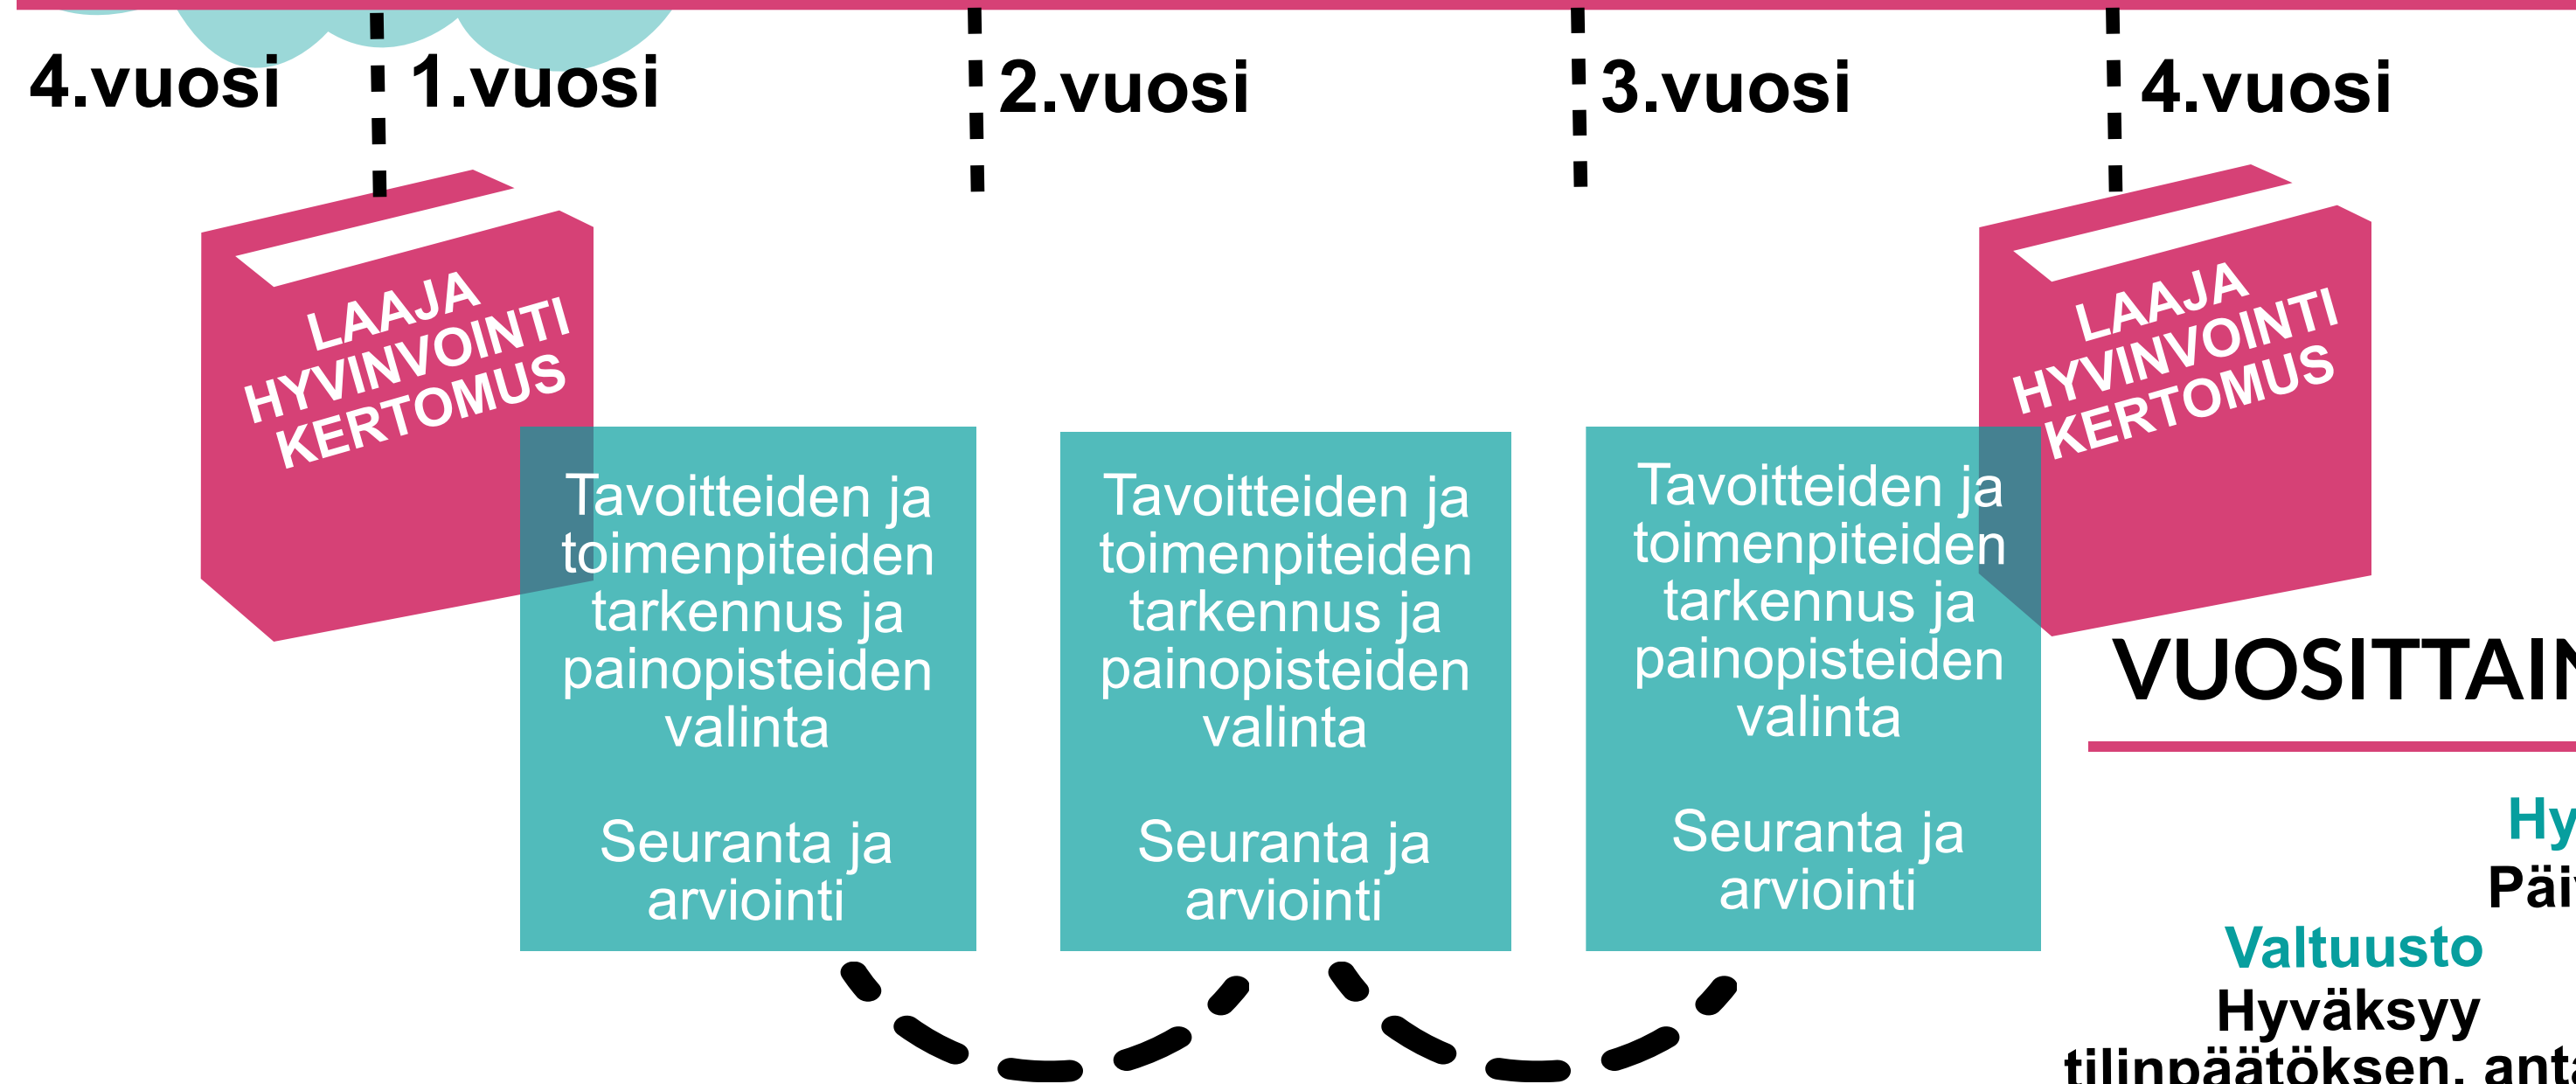 4.vuosi
1.vuosi
2.vuosi
3.vuosi
4.vuosi
LAAJA
HYVINVOINTI
KERTOMUS
LAAJA
HYVINVOINTI
KERTOMUS
Tavoitteiden ja
toimenpiteiden
tarkennus ja
painopisteiden
valinta
Seuranta ja
arviointi
Tavoitteiden ja
toimenpiteiden
tarkennus ja
painopisteiden
valinta
Seuranta ja
arviointi
Tavoitteiden ja
toimenpiteiden
tarkennus ja
painopisteiden
valinta
Seuranta ja
arviointi
Valtuusto
Hyväksyy
tilinpäätöksen,